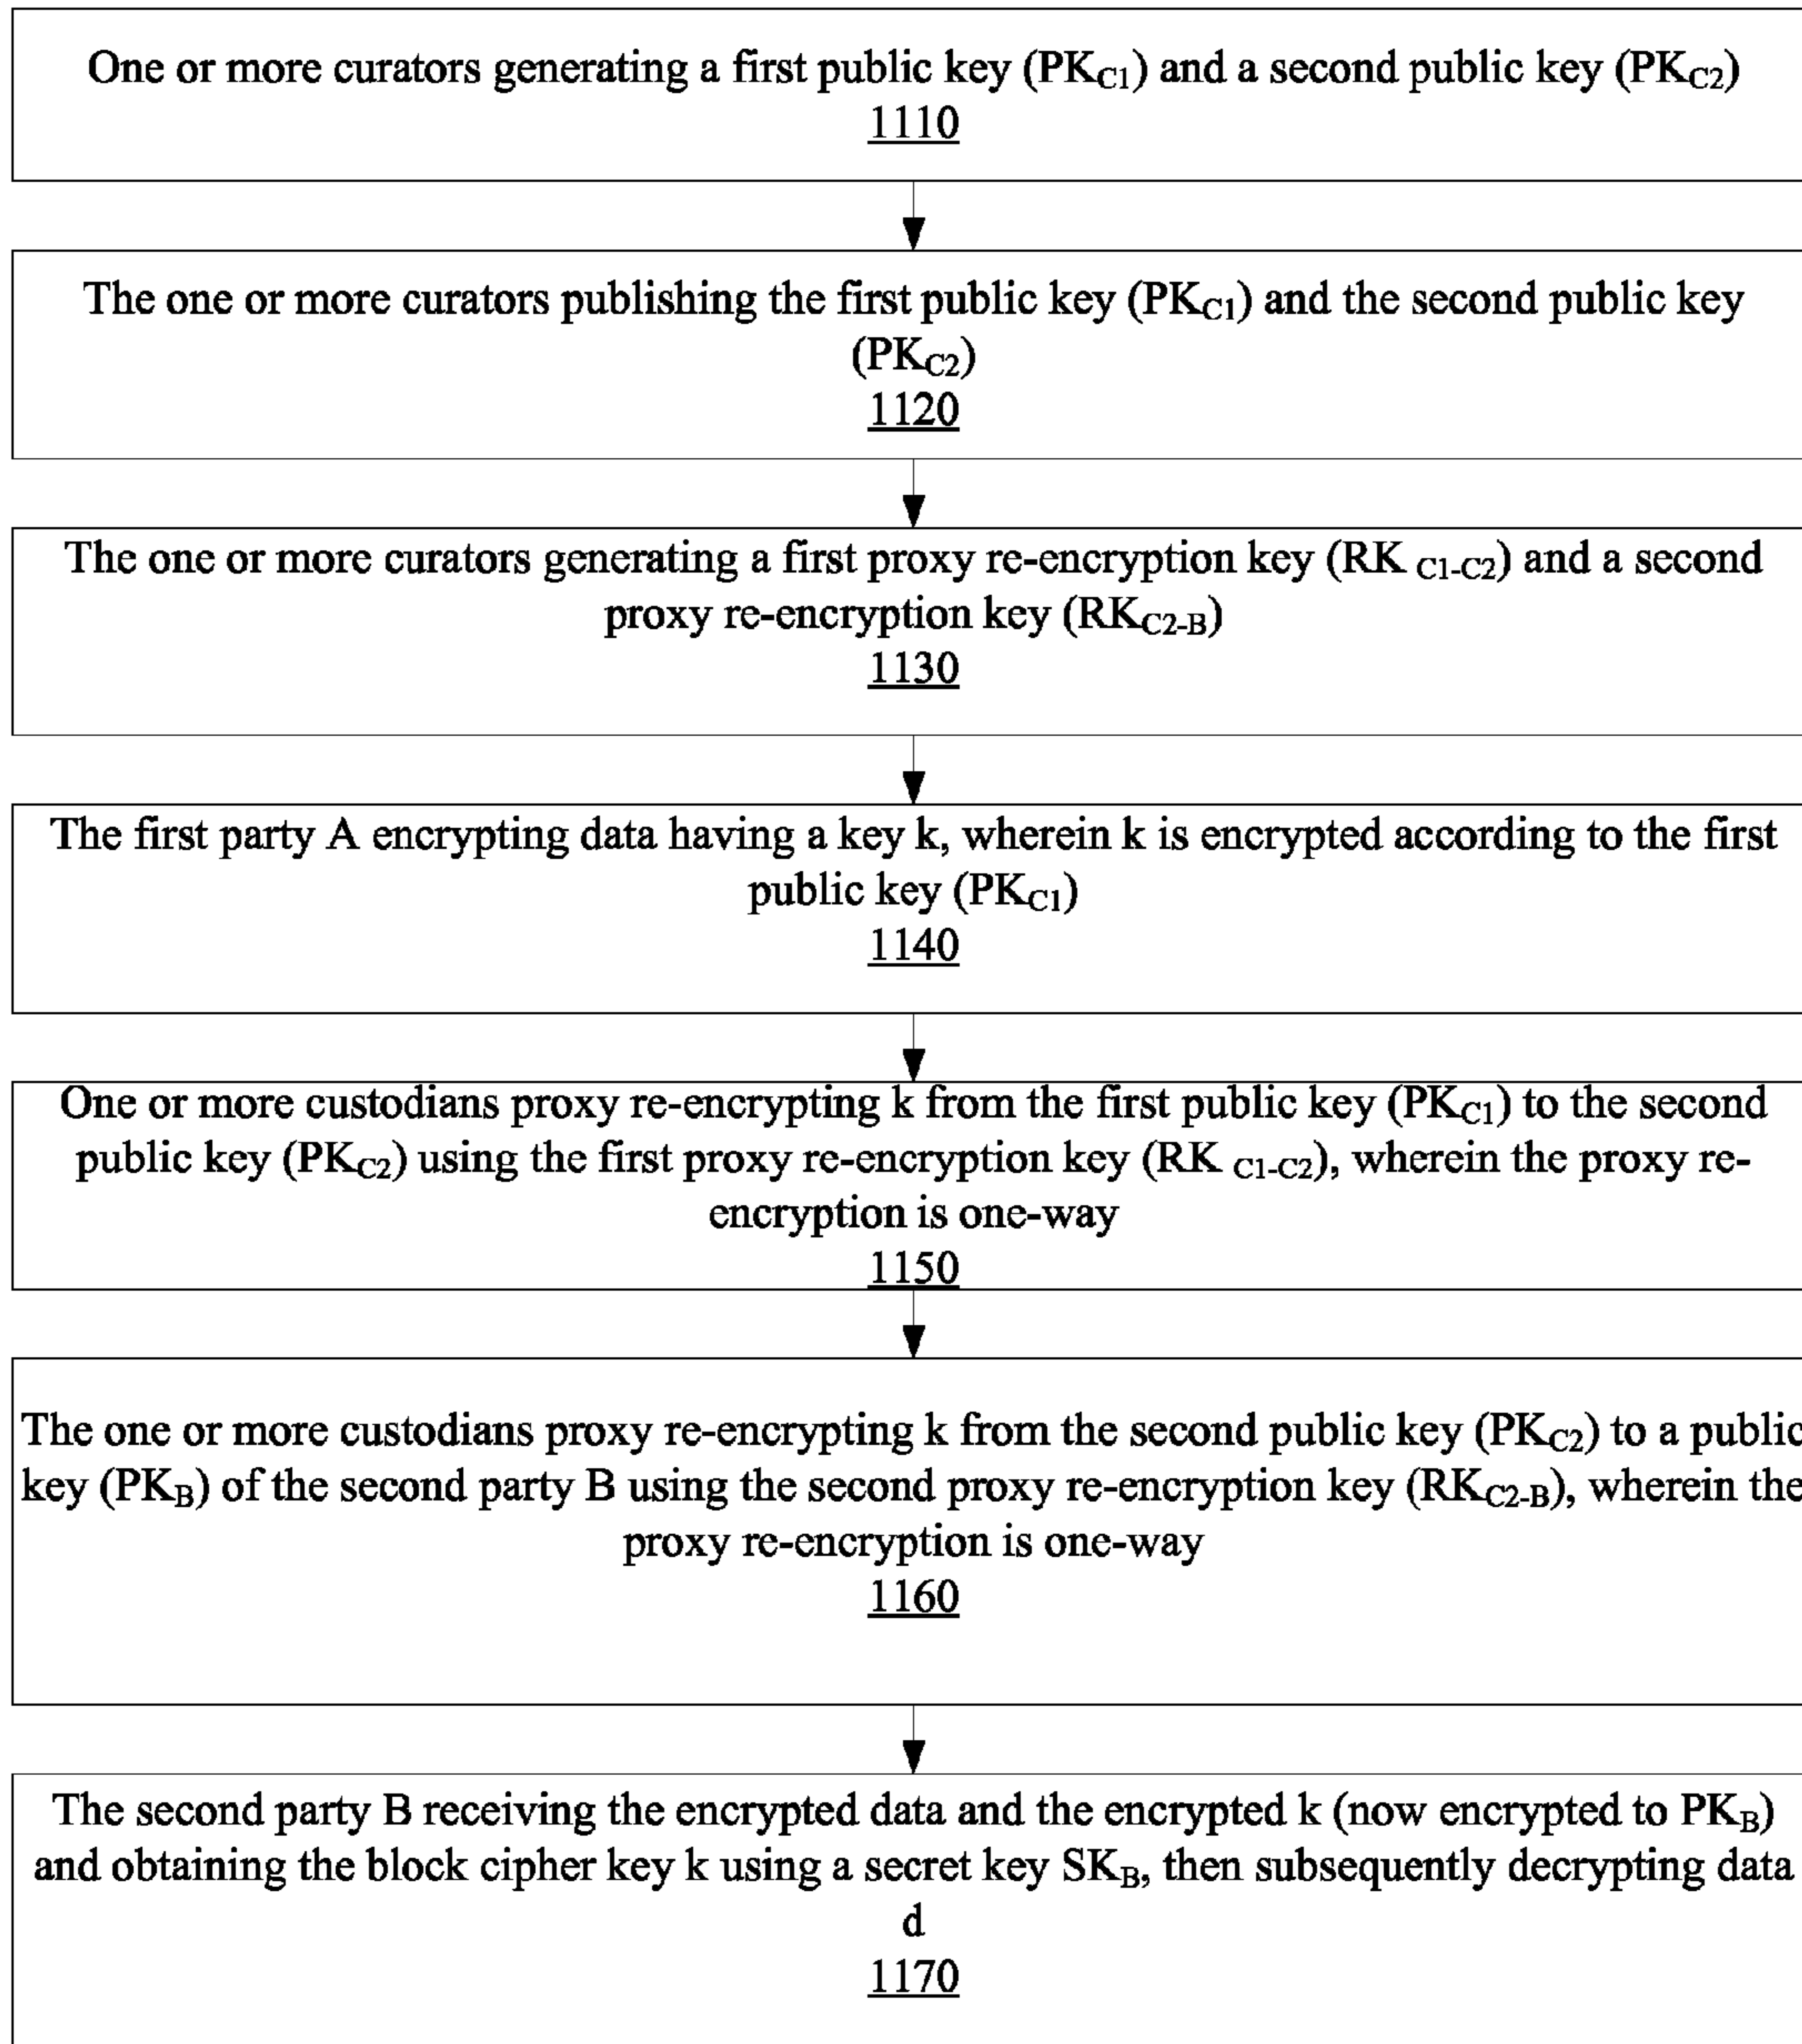 One or more curators generating a first public key (PKC1) and a second public key (PKC2)
1110
The one or more curators publishing the first public key (PKC1) and the second public key
(PKC2)
1120
The one or more curators generating a first proxy re-encryption key (RK C1-C2) and a second
proxy re-encryption key (RKC2-B)
1130
The first party A encrypting data having a key k, wherein k is encrypted according to the first
public key (PKC1)
1140
One or more custodians proxy re-encrypting k from the first public key (PKC1) to the second
public key (PKC2) using the first proxy re-encryption key (RK C1-C2), wherein the proxy re-
encryption is one-way
1150
The one or more custodians proxy re-encrypting k from the second public key (PKC2) to a public
key (PKB) of the second party B using the second proxy re-encryption key (RKC2-B), wherein the
proxy re-encryption is one-way
1160
The second party B receiving the encrypted data and the encrypted k (now encrypted to PKB)
and obtaining the block cipher key k using a secret key SKB, then subsequently decrypting data
d
1170